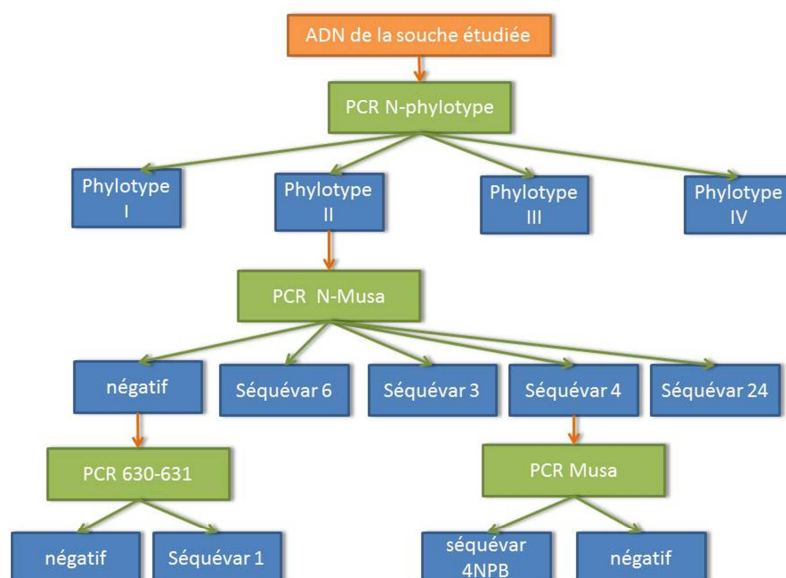 ADN de la souche étudiée
PCR N-phylotype
Phylotype
I
Phylotype
II
Phylotype
III
Phylotype
IV
PCR N-Musa
négatif
Séquévar 6
Séquévar 3
Séquévar 4
Séquévar 24
PCR 630-631
PCR Musa
négatif
Séquévar 1
séquévar
4NPB
négatif